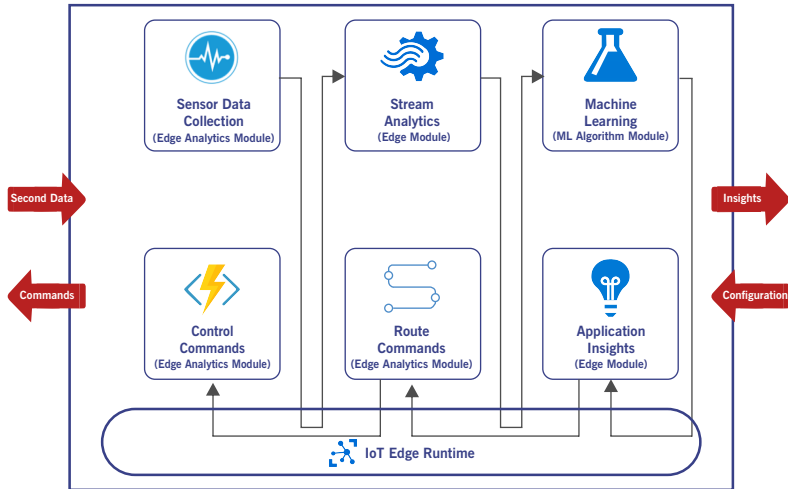 Sensor Data
Collection
(Edge Analytics Module)
Stream
Analytics
(Edge Module)
Machine
Learning
(ML Algorithm Module)
Second Data
Insights
Commands
Configuration
Control
Commands
(Edge Analytics Module)
Route
Commands
(Edge Analytics Module)
Application
Insights
(Edge Module)
IoT Edge Runtime